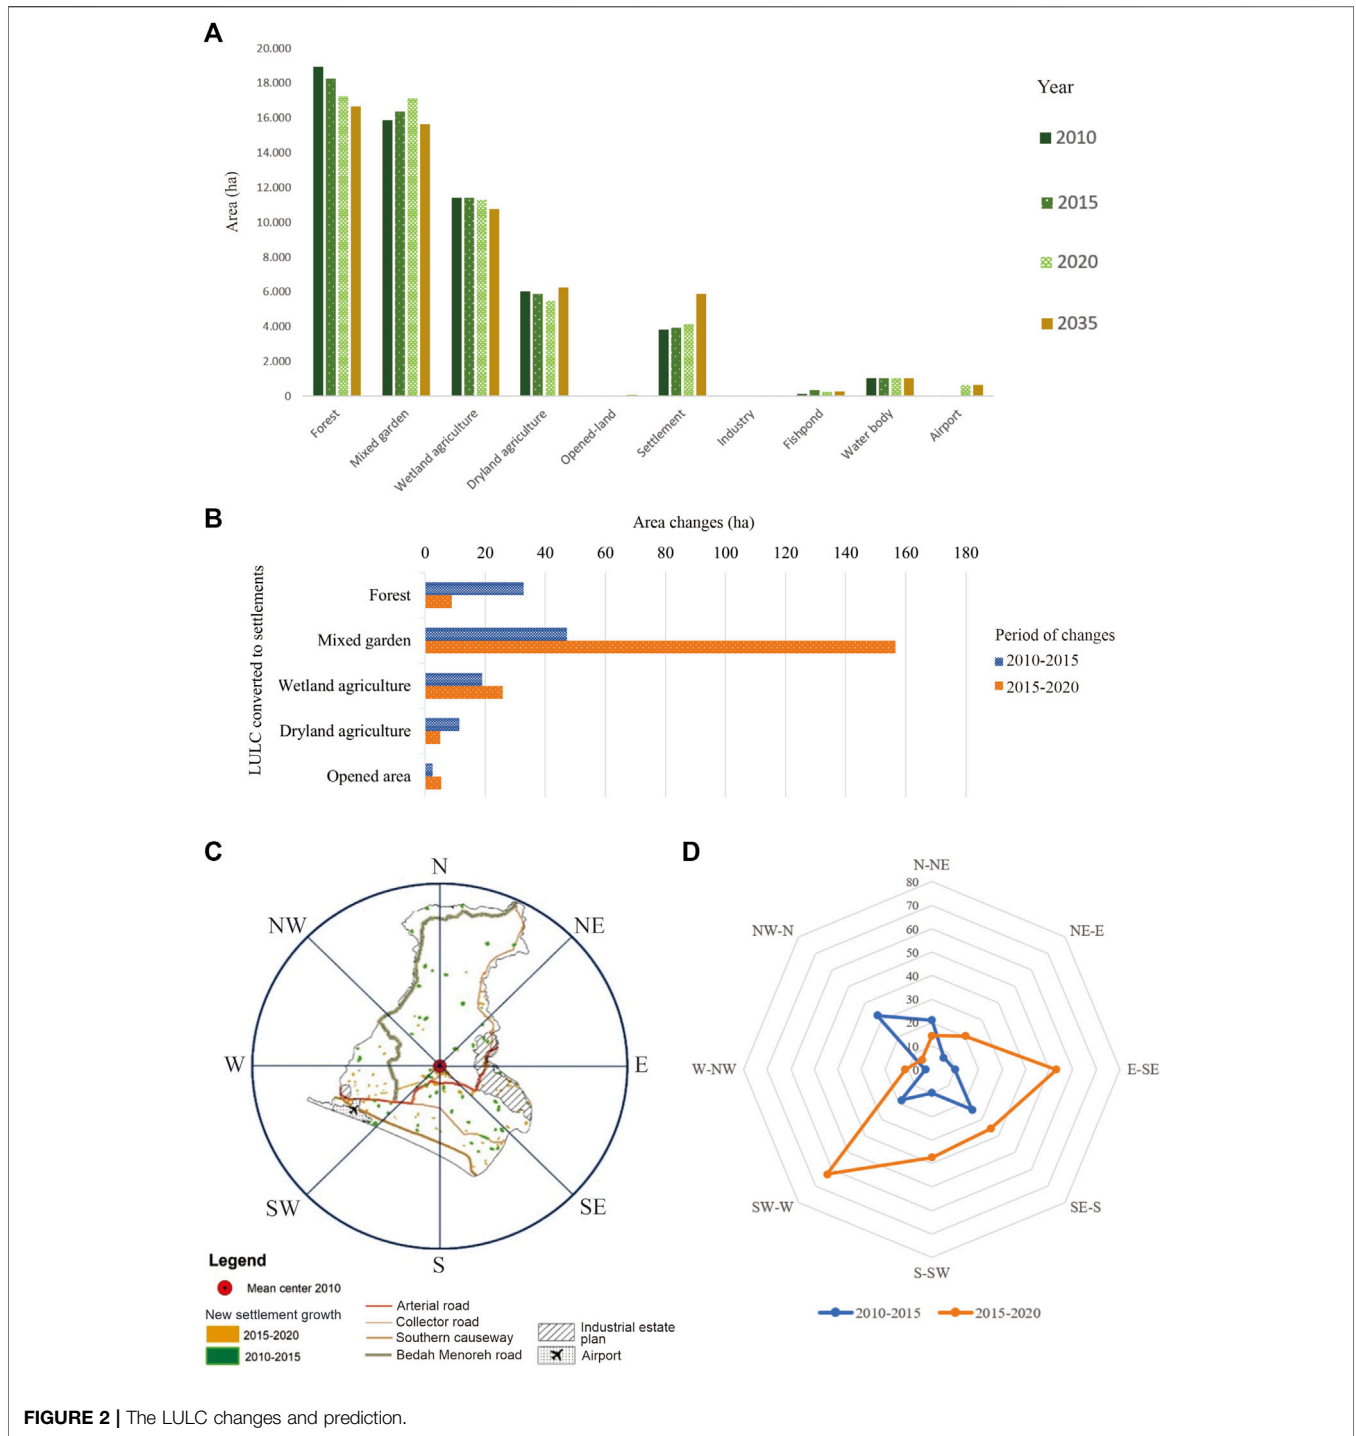 A
20.000
18.000
16.000
14.000
12.000
10.000
8.000
6.000
4.000
2.000
0
Area (ha)
Forest
Mixed garden
Wetland agriculture
Dryland agriculture
Opened-land
Settlement
Industry
Fishpond
Water body
Airport
Year
2010
2015
2020
2035
B
Area changes (ha)
0 20 40 60 80 100 120 140 160 180
LULC converted to settlements
Forest
Mixed garden
Wetland agriculture
Dryland agriculture
Opened area
Period of changes
2010-2015
2015-2020
C
N
NE
E
SE
S
SW
W
NW
Legend
Mean center 2010
New settlement growth
2015-2020
2010-2015
Arterial road
Collector road
Southern causeway
Bedah Menoreh road
Industrial estate
plan
Airport
D
N-NE
NE-E
E-SE
SE-S
S-SW
SW-W
W-NW
NW-N
80
70
60
50
40
30
20
10
0
2010-2015 2015-2020
FIGURE 2 | The LULC changes and prediction.